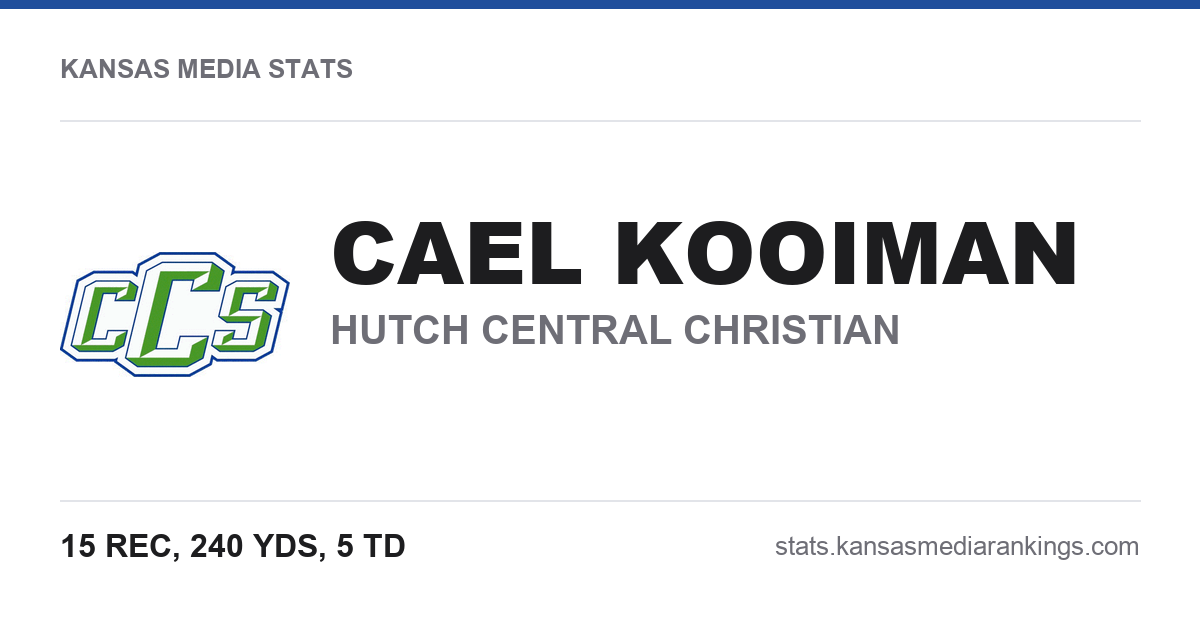 KANSAS MEDIA STATS
CCS
CAEL KOOIMAN
HUTCH CENTRAL CHRISTIAN
15 REC, 240 YDS, 5 TD
stats.kansasmediarankings.com